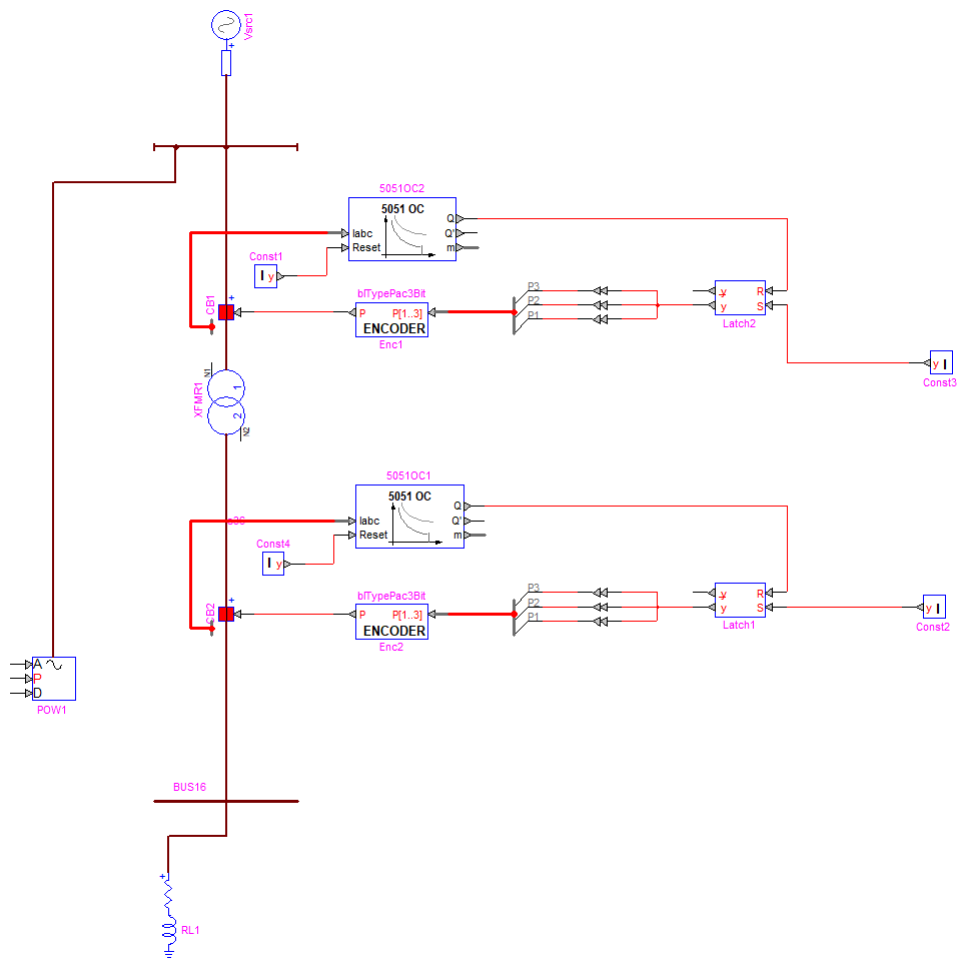 Vsrc1
5051OC2
5051 OC
Iabc
Reset
Q
Q'
m
Const1
I y
CB1
+
blTypePac3Bit
P P[1..3]
ENCODER
Enc1
P3
P2
P1
y
y
R
S
Latch2
y I
Const3
N1
XFMR1
1
2
N2
5051OC1
5051 OC
Iabc
Reset
Q
Q'
m
Const4
I y
CB2
+
blTypePac3Bit
P P[1..3]
ENCODER
Enc2
P3
P2
P1
y
y
R
S
Latch1
y I
Const2
A
P
D
POW1
BUS16
+
RL1